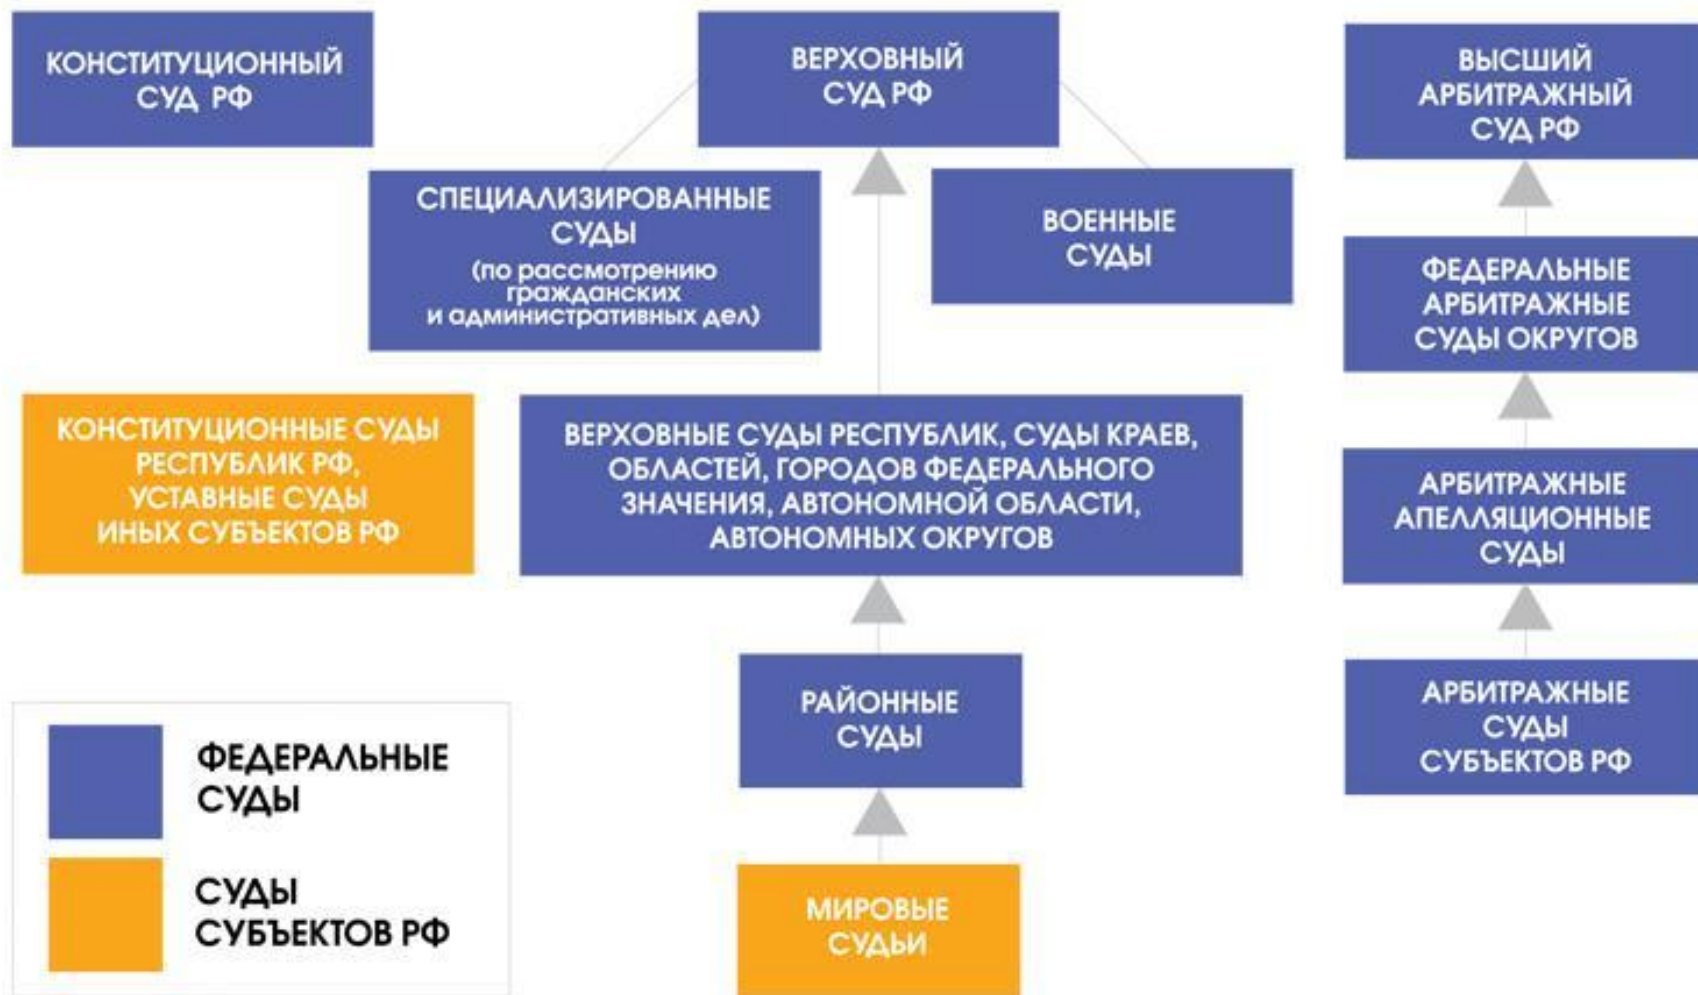 КОНСТИТУЦИОННЫЙ
СУД РФ
ВЕРХОВНЫЙ
СУД РФ
ВЫСШИЙ
АРБИТРАЖНЫЙ
СУД РФ
СПЕЦИАЛИЗИРОВАННЫЕ
СУДЫ
(по рассмотрению
гражданских
и административных дел)
ВОЕННЫЕ
СУДЫ
ФЕДЕРАЛЬНЫЕ
АРБИТРАЖНЫЕ
СУДЫ ОКРУГОВ
КОНСТИТУЦИОННЫЕ СУДЫ
РЕСПУБЛИК РФ,
УСТАВНЫЕ СУДЫ
ИНЫХ СУБЪЕКТОВ РФ
ВЕРХОВНЫЕ СУДЫ РЕСПУБЛИК, СУДЫ КРАЕВ,
ОБЛАСТЕЙ, ГОРОДОВ ФЕДЕРАЛЬНОГО
ЗНАЧЕНИЯ, АВТОНОМНОЙ ОБЛАСТИ,
АВТОНОМНЫХ ОКРУГОВ
АРБИТРАЖНЫЕ
АПЕЛЛЯЦИОННЫЕ
СУДЫ
РАЙОННЫЕ
СУДЫ
АРБИТРАЖНЫЕ
СУДЫ
СУБЪЕКТОВ РФ
ФЕДЕРАЛЬНЫЕ
СУДЫ
СУДЫ
СУБЪЕКТОВ РФ
МИРОВЫЕ
СУДЬИ